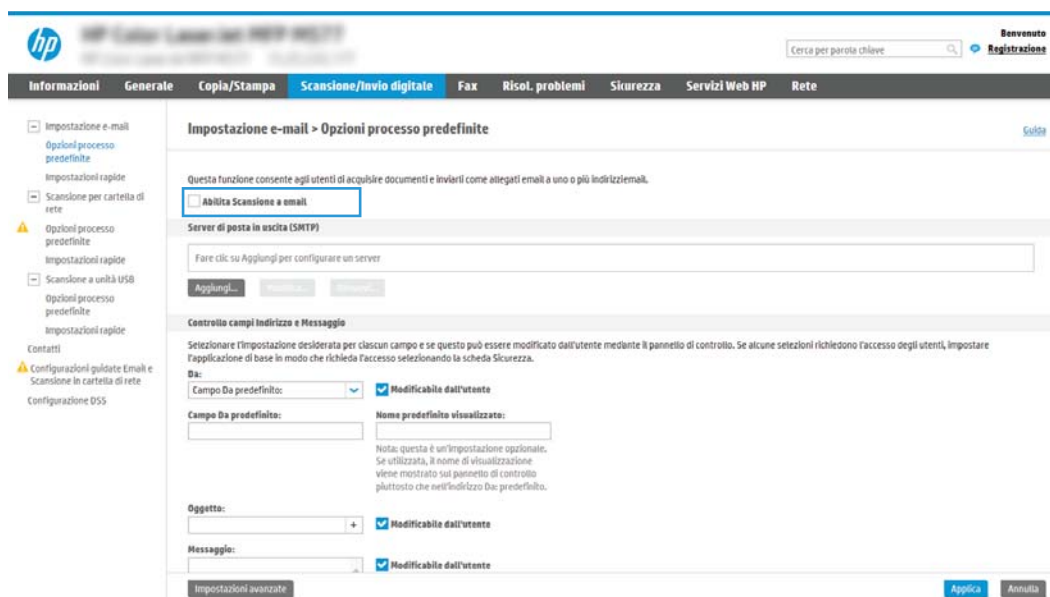 hp
Benvenuto
Cerca per parola chiave
Registrazione
Informazioni Generale Copia/Stampa Scansione/Invio digitale Fax Risol. problemi Sicurezza Servizi Web HP Rete
Impostazione e-mail
Opzioni processo
predefinite
Impostazioni rapide
Scansione per cartella di
rete
Opzioni processo
predefinite
Impostazioni rapide
Scansione a unità USB
Opzioni processo
predefinite
Impostazioni rapide
Contatti
Configurazioni guidate Email e
Scansione in cartella di rete
Configurazione DSS
Impostazione e-mail > Opzioni processo predefinite
Guida
Questa funzione consente agli utenti di acquisire documenti e inviarli come allegati email a uno o più indirizziemail.
Abilita Scansione a email
Server di posta in uscita (SMTP)
Fare clic su Aggiungi per configurare un server
Aggiungi...
Controllo campi Indirizzo e Messaggio
Selezionare l'impostazione desiderata per ciascun campo e se questo può essere modificato dall'utente mediante il pannello di controllo. Se alcune selezioni richiedono l'accesso degli utenti, impostare
l'applicazione di base in modo che richieda l'accesso selezionando la scheda Sicurezza.
Da:
Campo Da predefinito:
Modificabile dall'utente
Campo Da predefinito:
Nome predefinito visualizzato:
Nota: questa è un'impostazione opzionale.
Se utilizzata, il nome di visualizzazione
viene mostrato sul pannello di controllo
piuttosto che nell'indirizzo Da: predefinito.
Oggetto:
+
Modificabile dall'utente
Messaggio:
Modificabile dall'utente
Impostazioni avanzate
Applica
Annulla